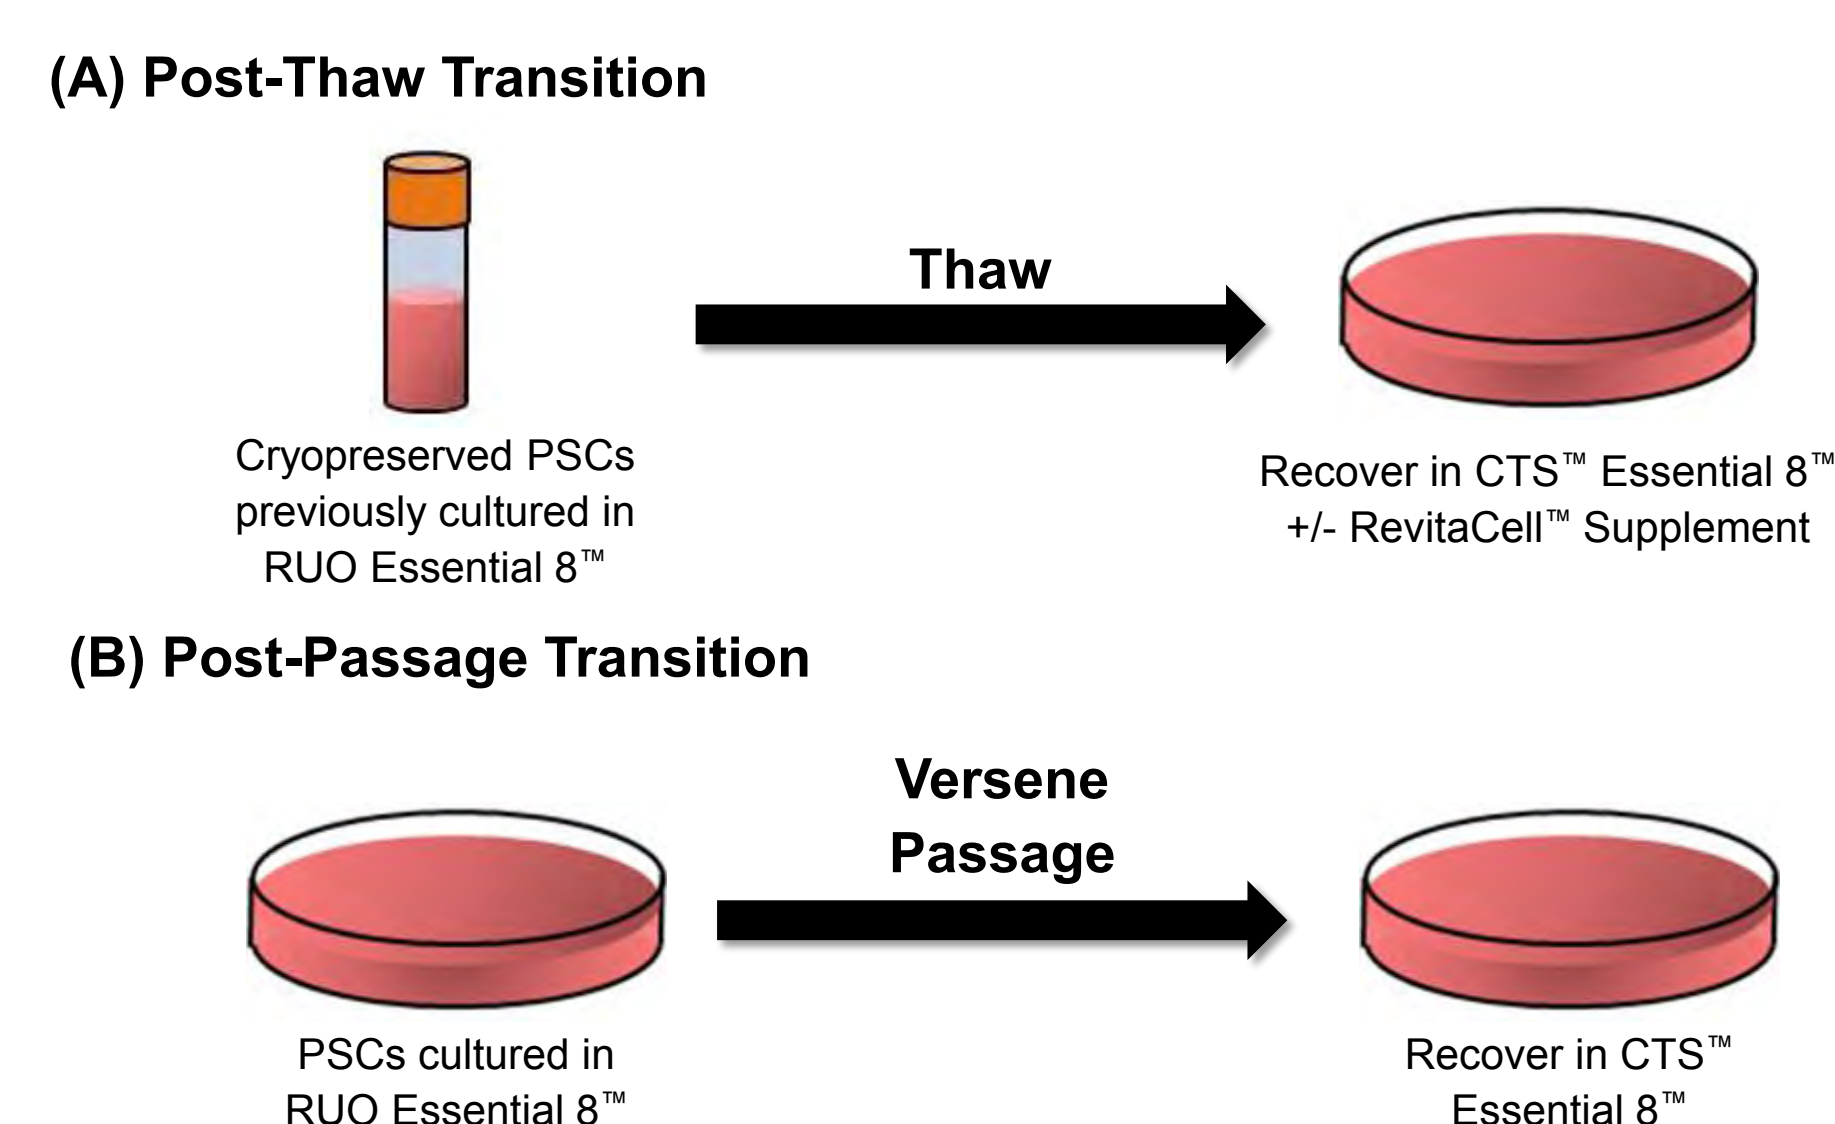 (A) Post-Thaw Transition
Thaw
Cryopreserved PSCs
previously cultured in
RUO Essential 8™
Recover in CTS™ Essential 8™
+/- RevitaCell™ Supplement
(B) Post-Passage Transition
Versene
Passage
PSCs cultured in
RUO Essential 8™
Recover in CTS™
Essential 8™